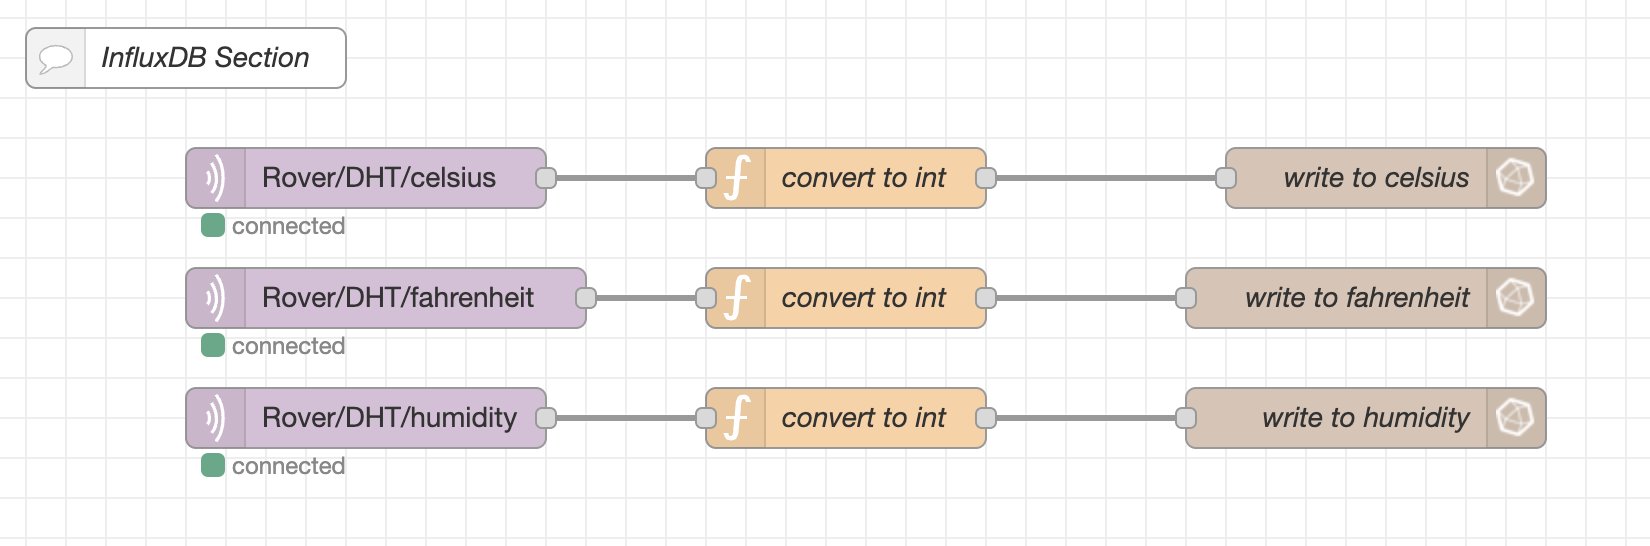 InfluxDB Section
Rover/DHT/celsius
convert to int
write to celsius
connected
Rover/DHT/fahrenheit
convert to int
write to fahrenheit
connected
Rover/DHT/humidity
convert to int
write to humidity
connected